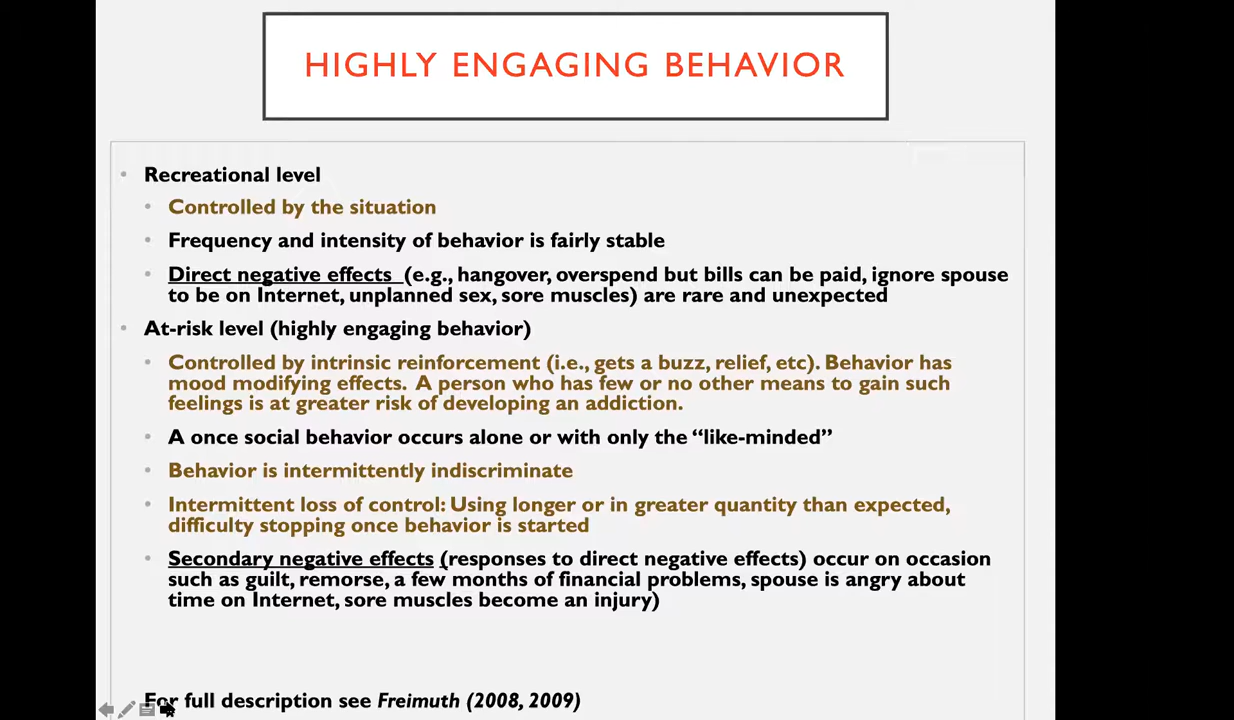 HIGHLY ENGAGING BEHAVIOR
Recreational level
Controlled by the situation
Frequency and intensity of behavior is fairly stable
Direct negative effects (e.g., hangover, overspend but bills can be paid, ignore spouse
to be on Internet, unplanned sex, sore muscles) are rare and unexpected
At-risk level (highly engaging behavior)
Controlled by intrinsic reinforcement (i.e., gets a buzz, relief, etc). Behavior has
mood modifying effects. A person who has few or no other means to gain such
feelings is at greater risk of developing an addiction.
A once social behavior occurs alone or with only the “like-minded”
Behavior is intermittently indiscriminate
Intermittent loss of control: Using longer or in greater quantity than expected,
difficulty stopping once behavior is started
Secondary negative effects (responses to direct negative effects) occur on occasion
such as guilt, remorse, a few months of financial problems, spouse is angry about
time on Internet, sore muscles become an injury)
For full description see Freimuth (2008, 2009)